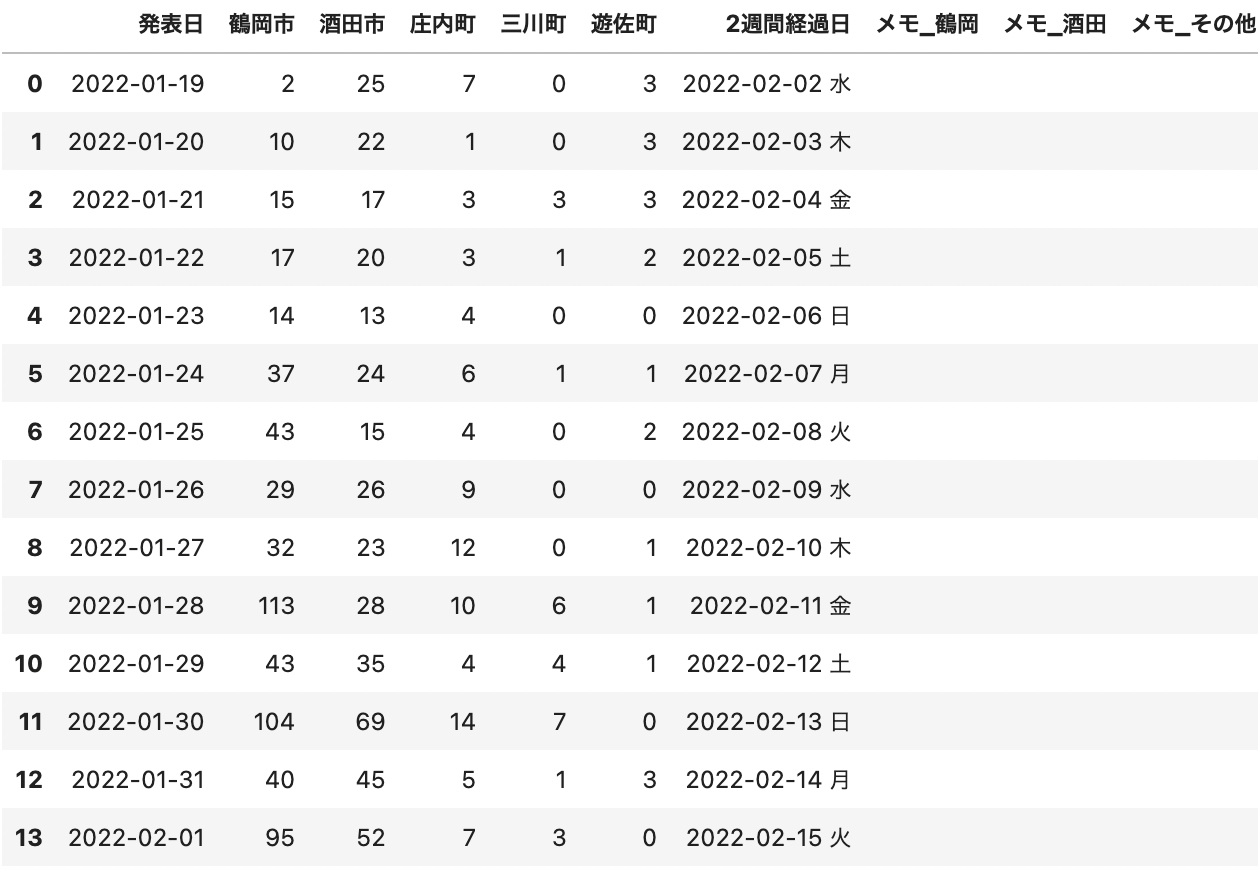 発表日 鶴岡市 酒田市 庄内町 三川町 遊佐町 2週間経過日 メモ_鶴岡 メモ_酒田 メモ_その他
0 2022-01-19 2 25 7 0 3 2022-02-02 水
1 2022-01-20 10 22 1 0 3 2022-02-03 木
2 2022-01-21 15 17 3 3 3 2022-02-04 金
3 2022-01-22 17 20 3 1 2 2022-02-05 土
4 2022-01-23 14 13 4 0 0 2022-02-06 日
5 2022-01-24 37 24 6 1 1 2022-02-07 月
6 2022-01-25 43 15 4 0 2 2022-02-08 火
7 2022-01-26 29 26 9 0 0 2022-02-09 水
8 2022-01-27 32 23 12 0 1 2022-02-10 木
9 2022-01-28 113 28 10 6 1 2022-02-11 金
10 2022-01-29 43 35 4 4 1 2022-02-12 土
11 2022-01-30 104 69 14 7 0 2022-02-13 日
12 2022-01-31 40 45 5 1 3 2022-02-14 月
13 2022-02-01 95 52 7 3 0 2022-02-15 火